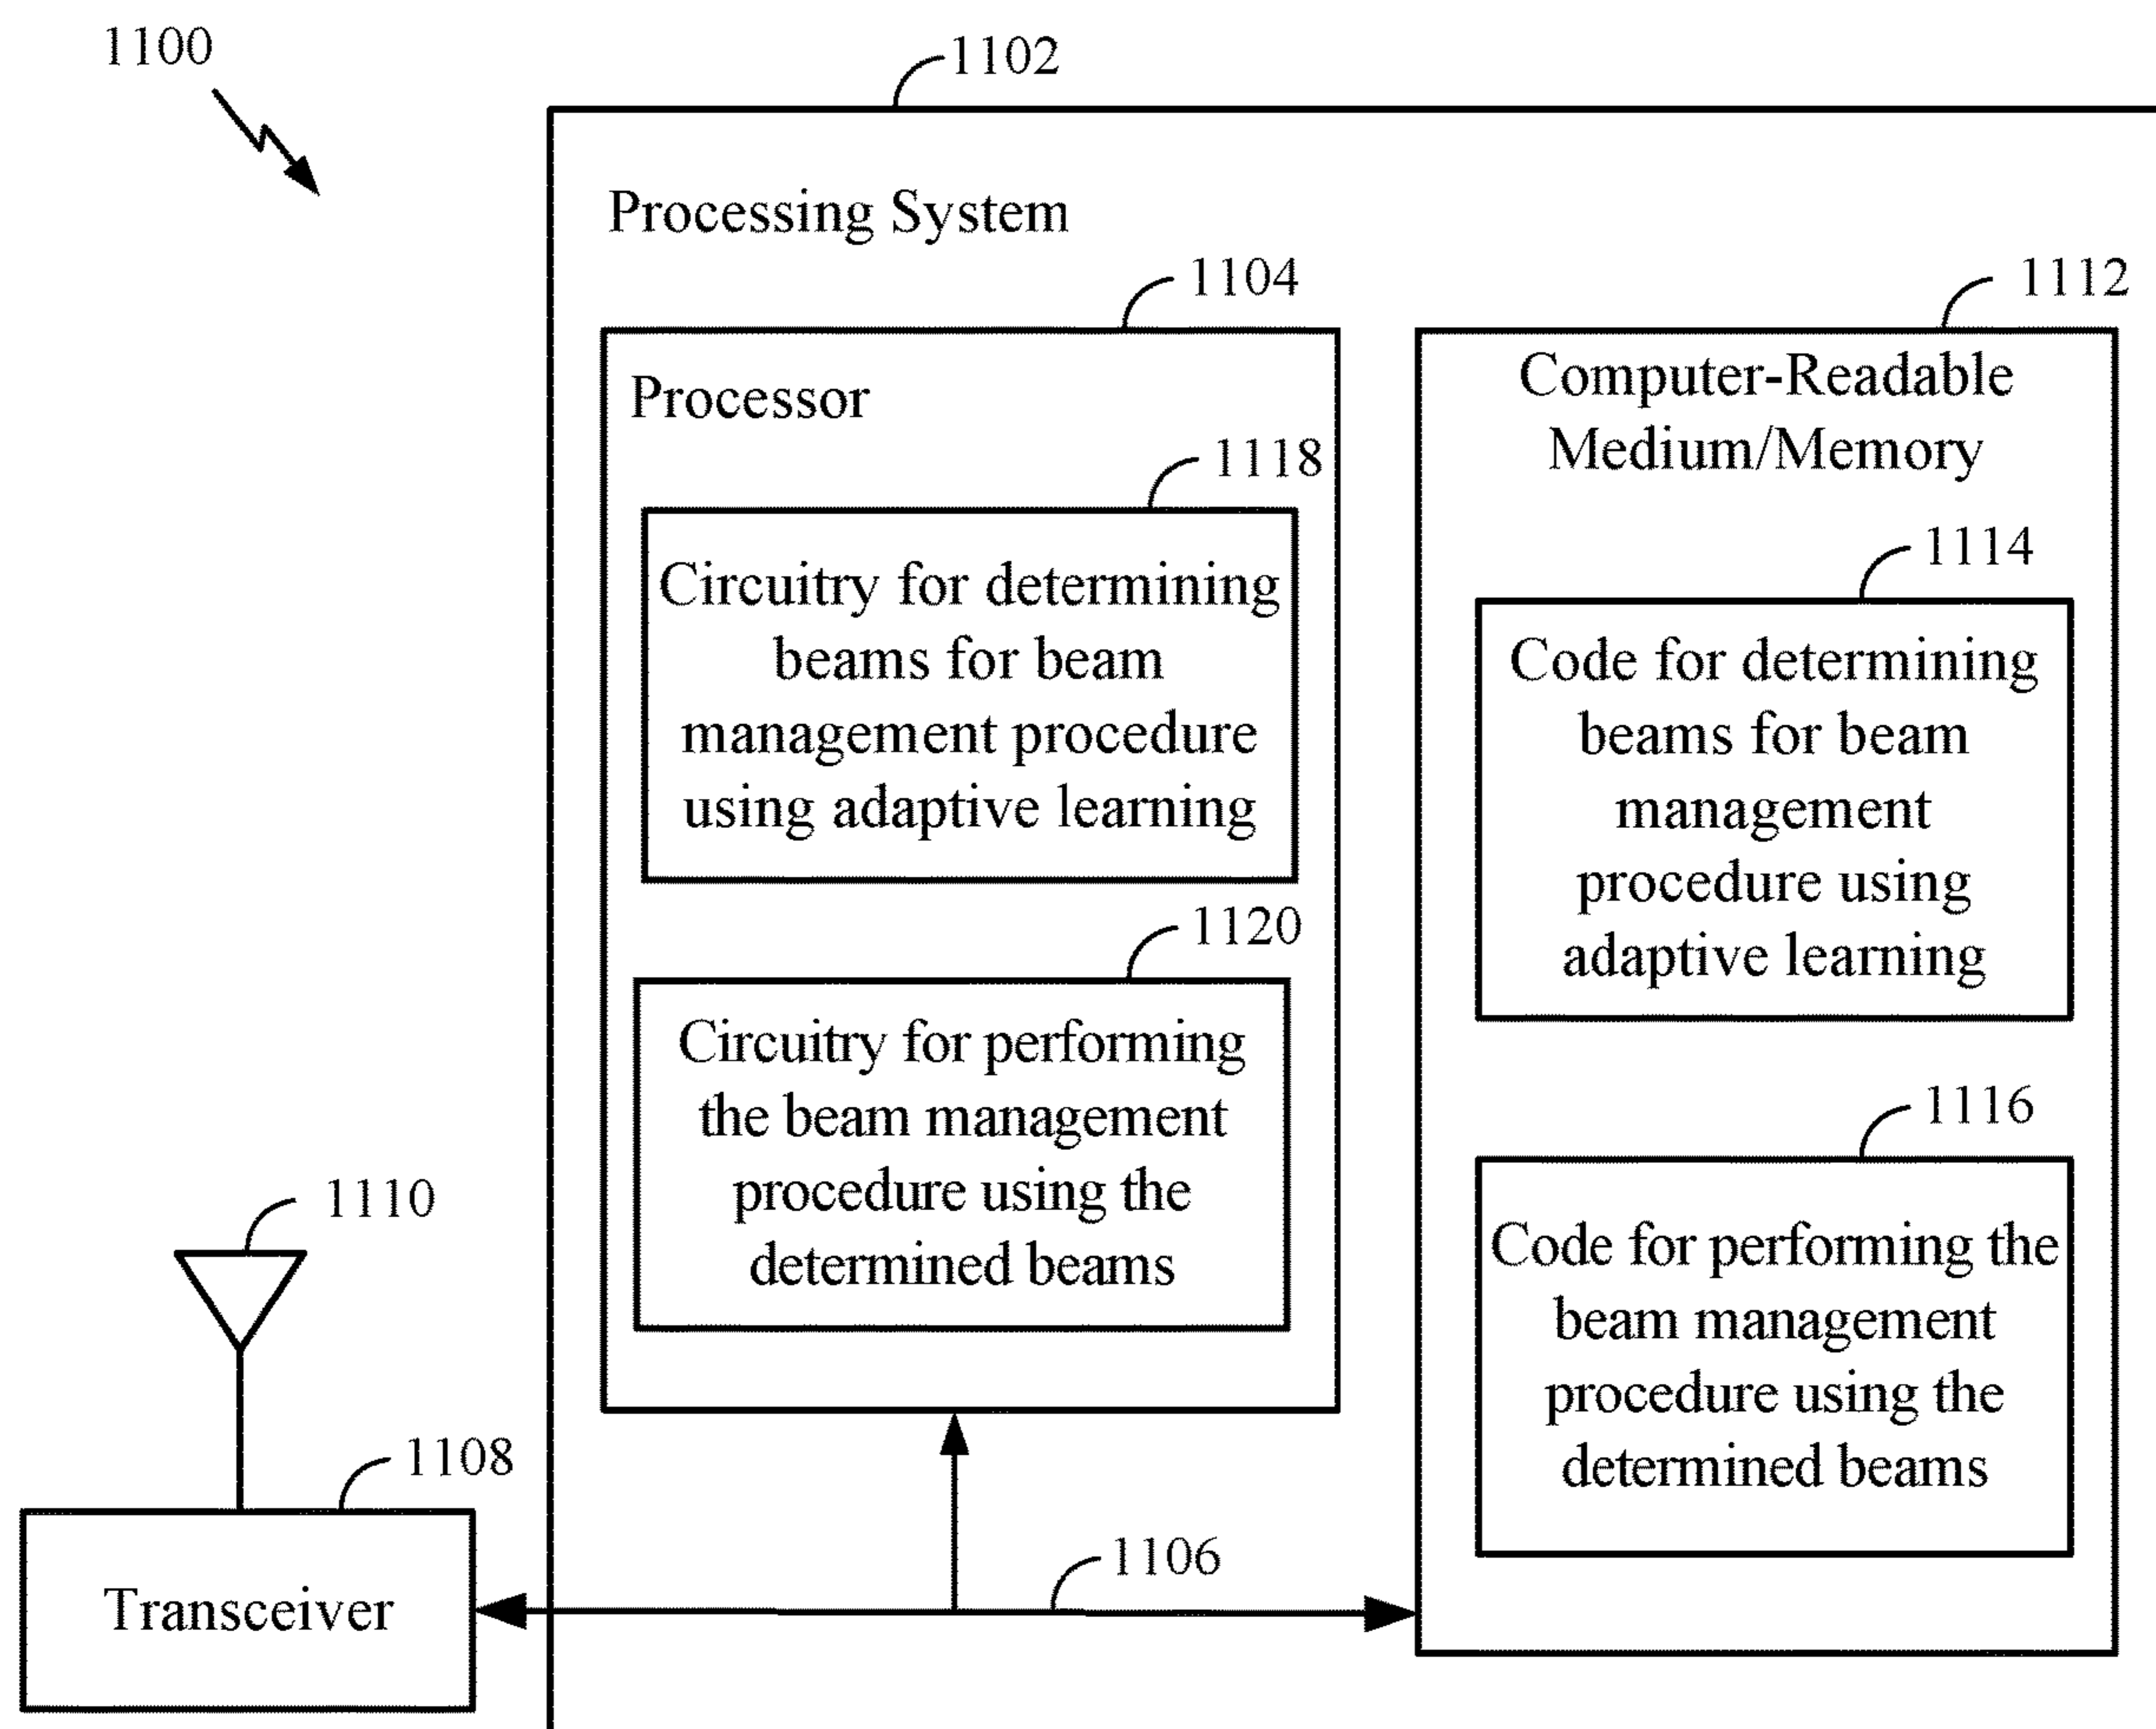 1100
1102
Processing System
1104
Processor
1118
Circuitry for determining
beams for beam
management procedure
using adaptive learning
1120
Circuitry for performing
the beam management
procedure using the
determined beams
1112
Computer-Readable
Medium/Memory
1114
Code for determining
beams for beam
management
procedure using
adaptive learning
1116
Code for performing the
beam management
procedure using the
determined beams
1110
1108
Transceiver
1106